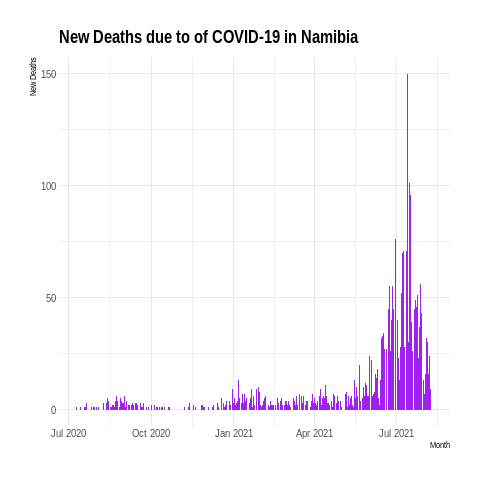 New Deaths due to of COVID-19 in Namibia
New Deaths
150
100
50
0
Jul 2020
Oct 2020
Jan 2021
Apr 2021
Jul 2021
Month